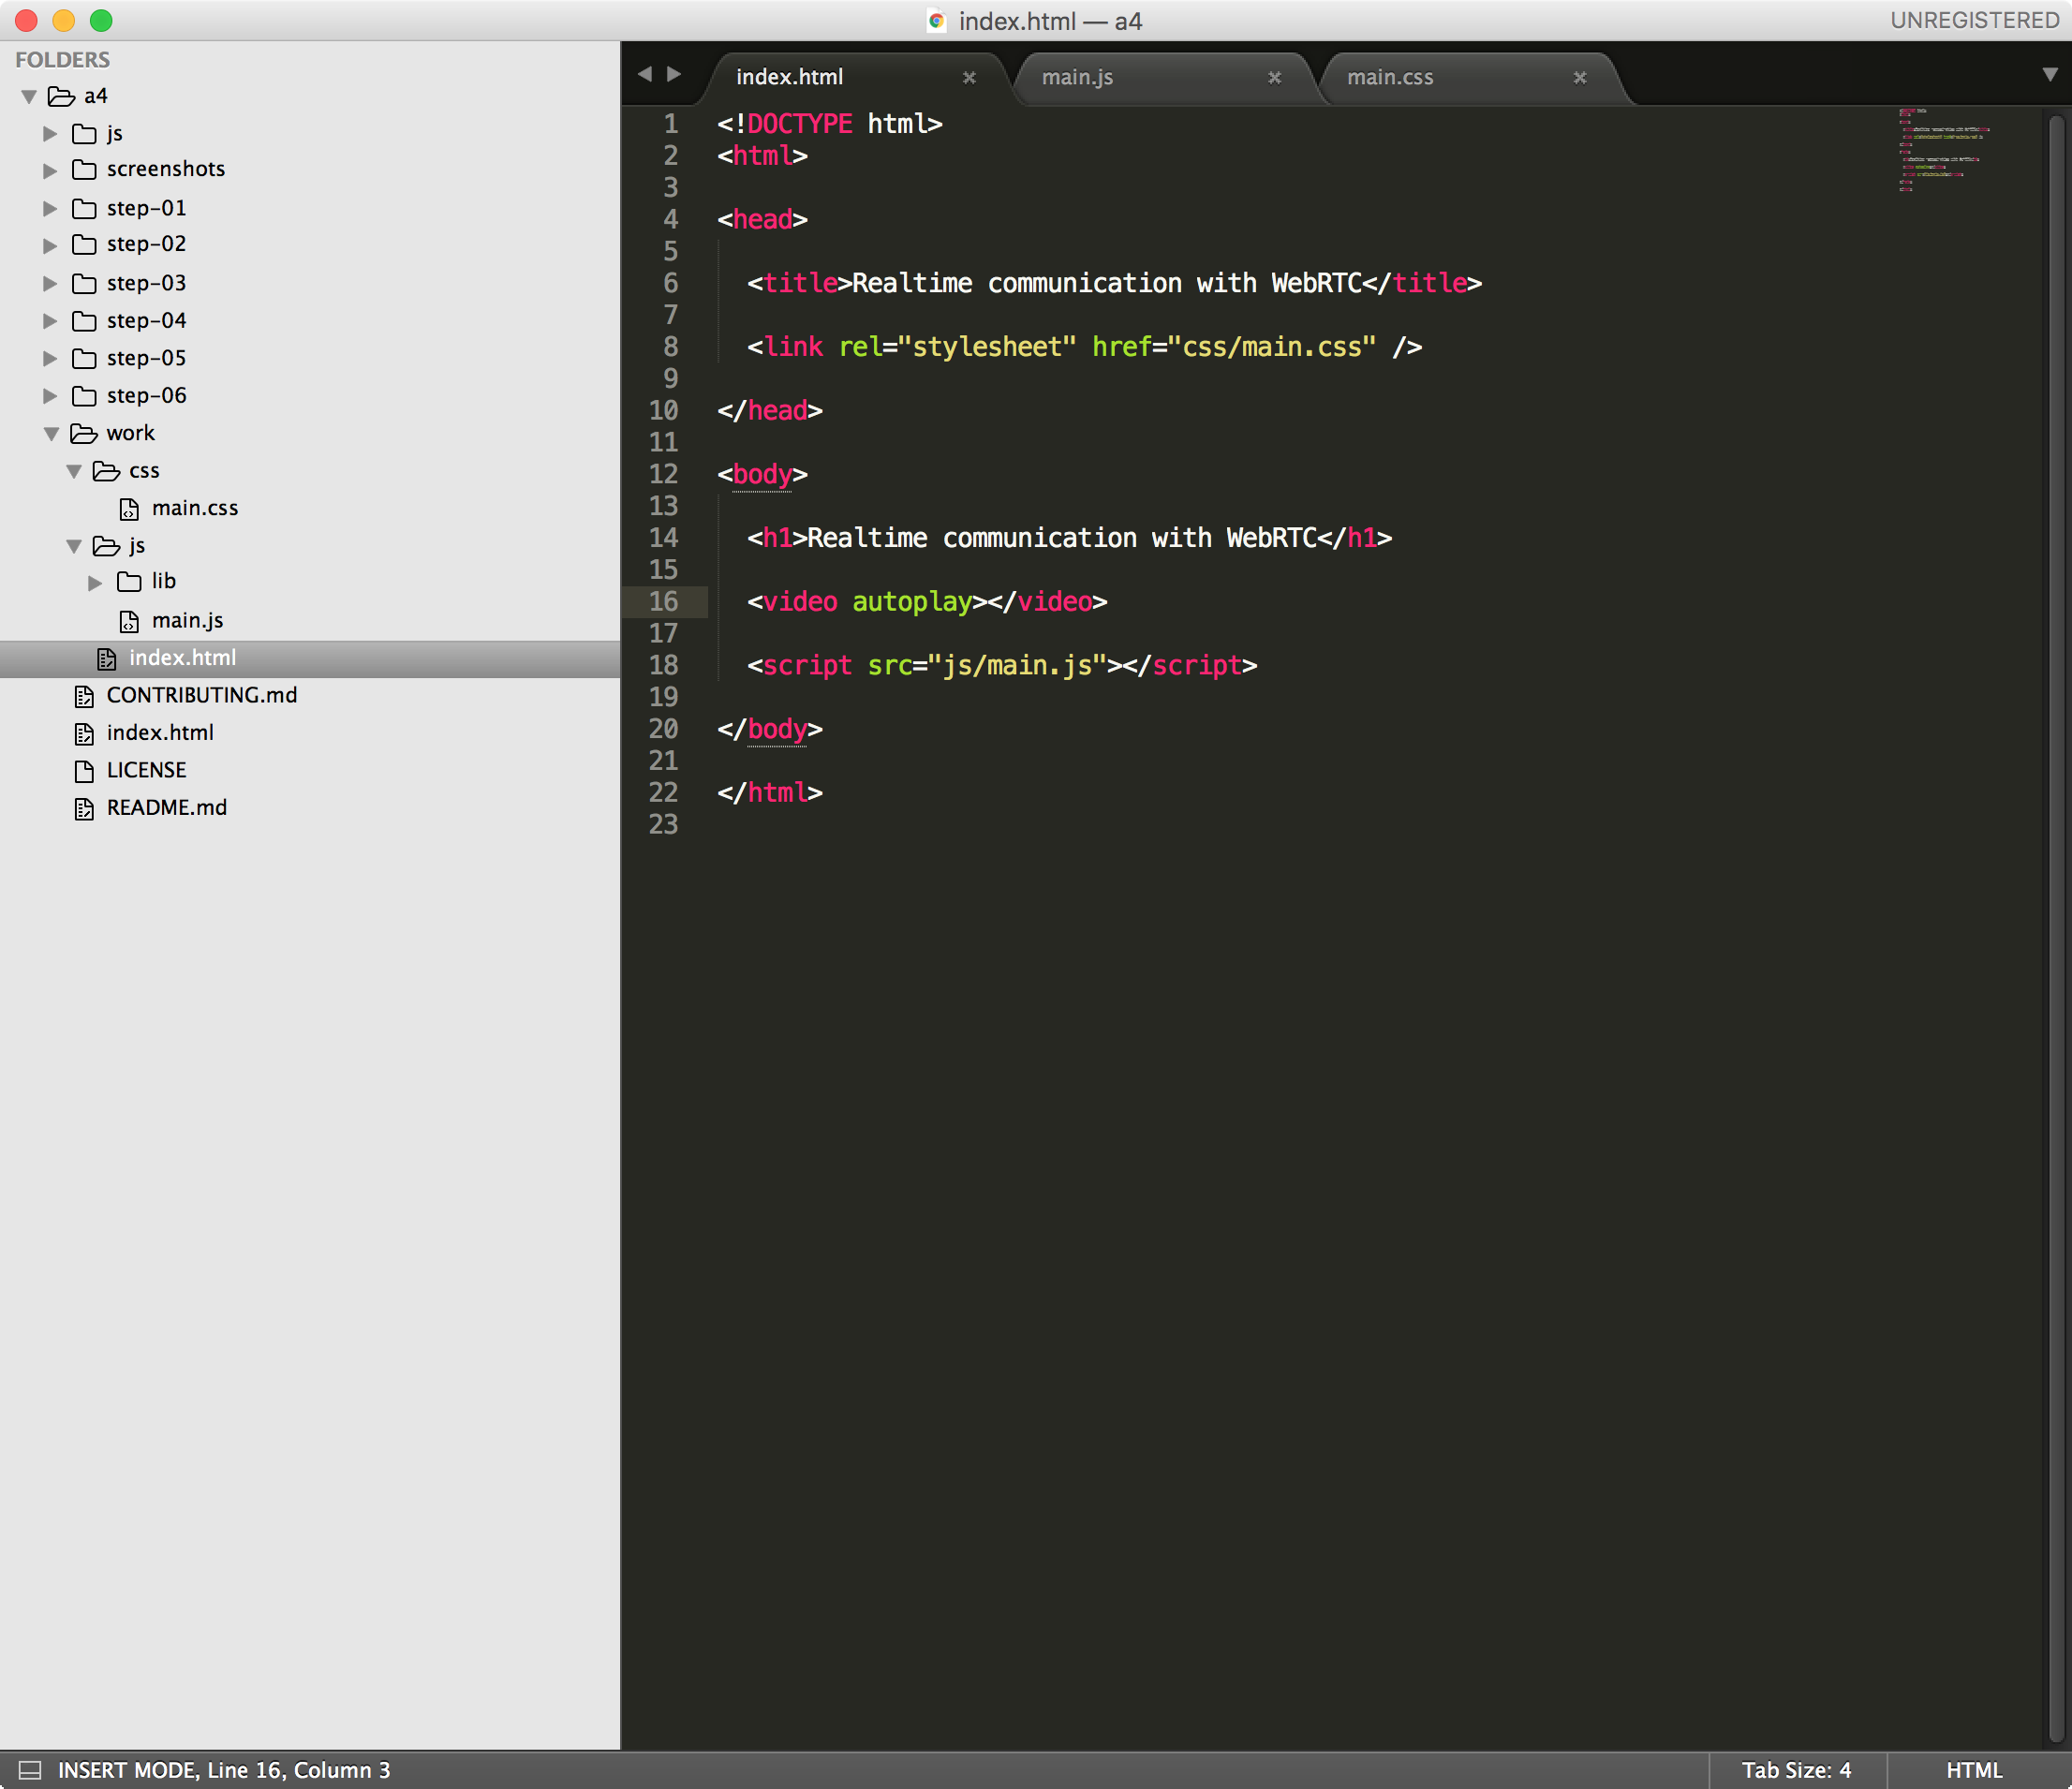 index.html — a4
UNREGISTERED
FOLDERS
a4
js
screenshots
step-01
step-02
step-03
step-04
step-05
step-06
work
css
main.css
js
lib
main.js
index.html
CONTRIBUTING.md
index.html
LICENSE
README.md
index.html
main.js
main.css
1 <!DOCTYPE html>
2 <html>
3
4 <head>
5
6 <title>Realtime communication with WebRTC</title>
7
8 <link rel="stylesheet" href="css/main.css" />
9
10 </head>
11
12 <body>
13
14 <h1>Realtime communication with WebRTC</h1>
15
16 <video autoplay></video>
17
18 <script src="js/main.js"></script>
19
20 </body>
21
22 </html>
23
INSERT MODE, Line 16, Column 3
Tab Size: 4
HTML